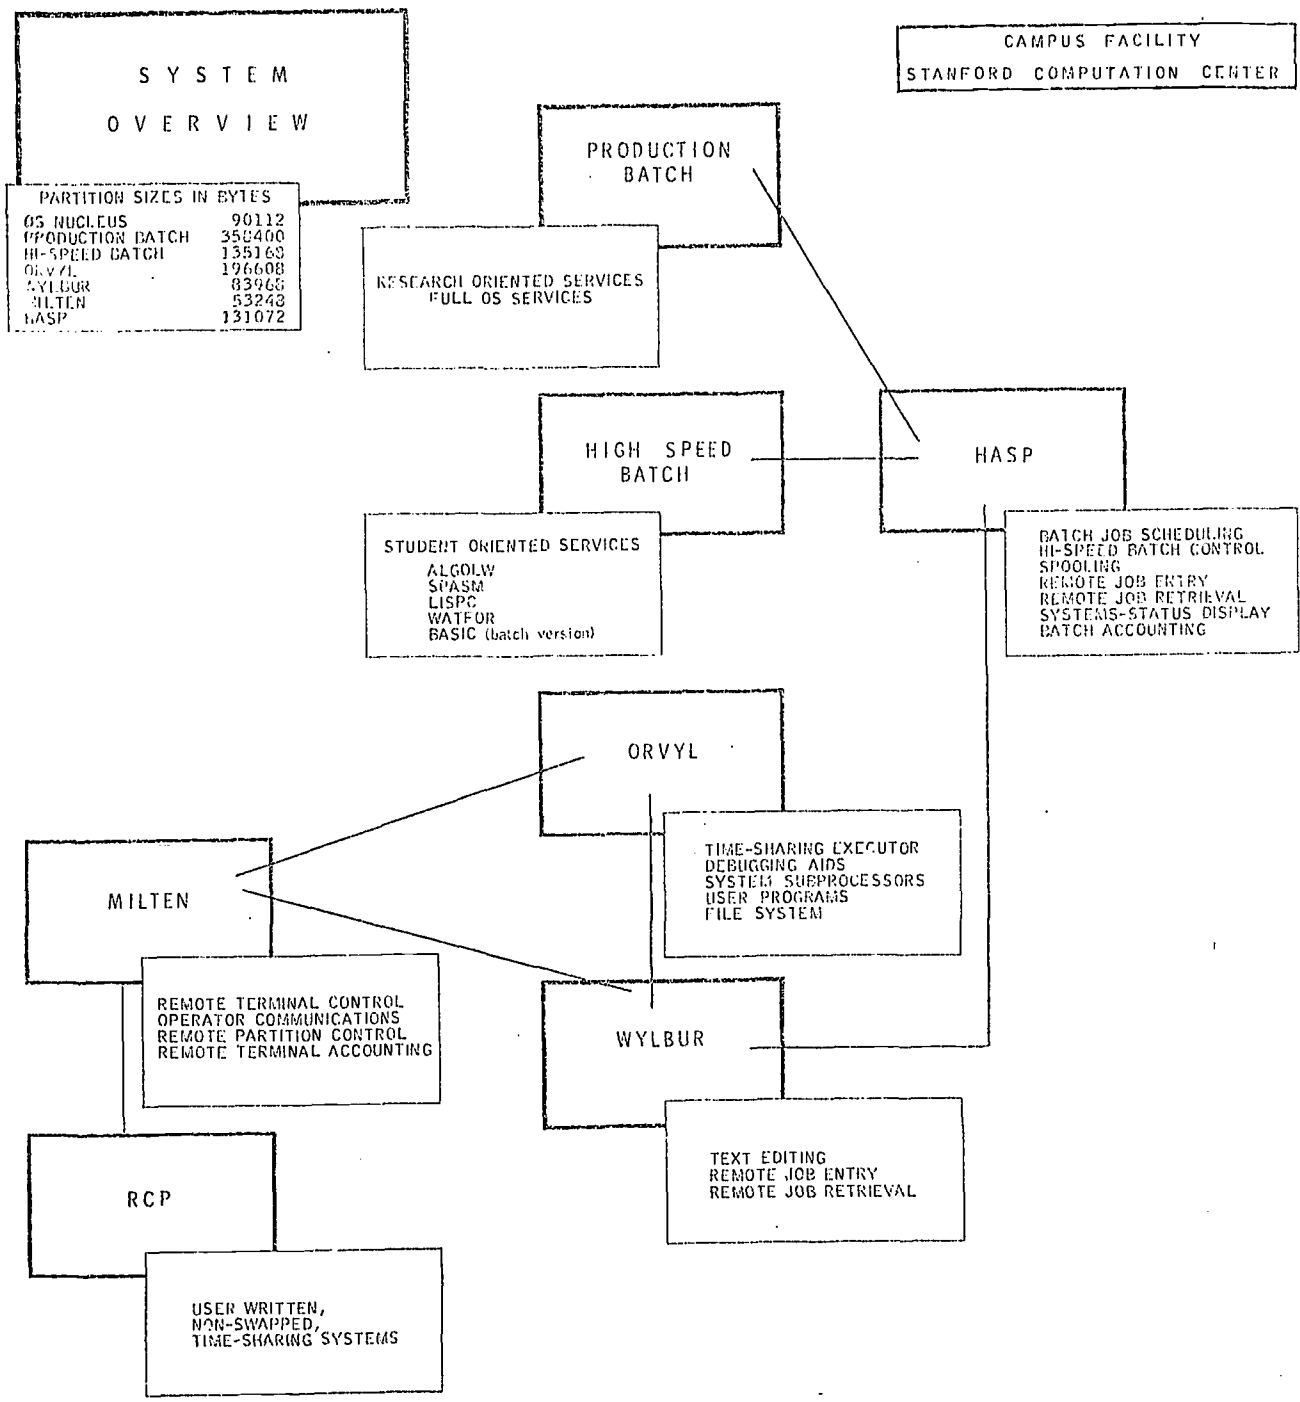 SYSTEM
OVERVIEW
CAMPUS FACILITY
STANFORD COMPUTATION CENTER
PARTITION SIZES IN BYTES
OS NUCLEUS 90112
PRODUCTION BATCH 358400
HI-SPEED BATCH 135168
ORVYL 196608
WYLBUR 83968
MILTEN 53248
HASP 131072
PRODUCTION
BATCH
RESEARCH ORIENTED SERVICES
FULL OS SERVICES
HIGH SPEED
BATCH
STUDENT ORIENTED SERVICES
ALGOLW
SPASM
LISPC
WATFOR
BASIC (batch version)
HASP
BATCH JOB SCHEDULING
HI-SPEED BATCH CONTROL
SPOOLING
REMOTE JOB ENTRY
REMOTE JOB RETRIEVAL
SYSTEMS-STATUS DISPLAY
BATCH ACCOUNTING
ORVYL
TIME-SHARING EXECUTOR
DEBUGGING AIDS
SYSTEM SUBPROCESSORS
USER PROGRAMS
FILE SYSTEM
MILTEN
REMOTE TERMINAL CONTROL
OPERATOR COMMUNICATIONS
REMOTE PARTITION CONTROL
REMOTE TERMINAL ACCOUNTING
WYLBUR
TEXT EDITING
REMOTE JOB ENTRY
REMOTE JOB RETRIEVAL
RCP
USER WRITTEN,
NON-SWAPPED,
TIME-SHARING SYSTEMS